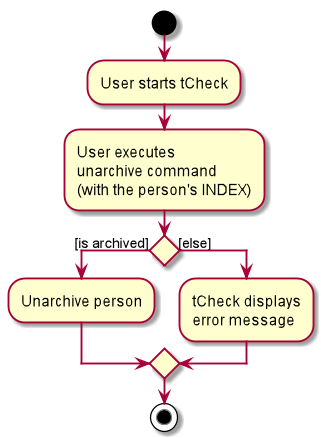 User starts tCheck
User executes
unarchive command
(with the person's INDEX)
[is archived]
[else]
Unarchive person
tCheck displays
error message